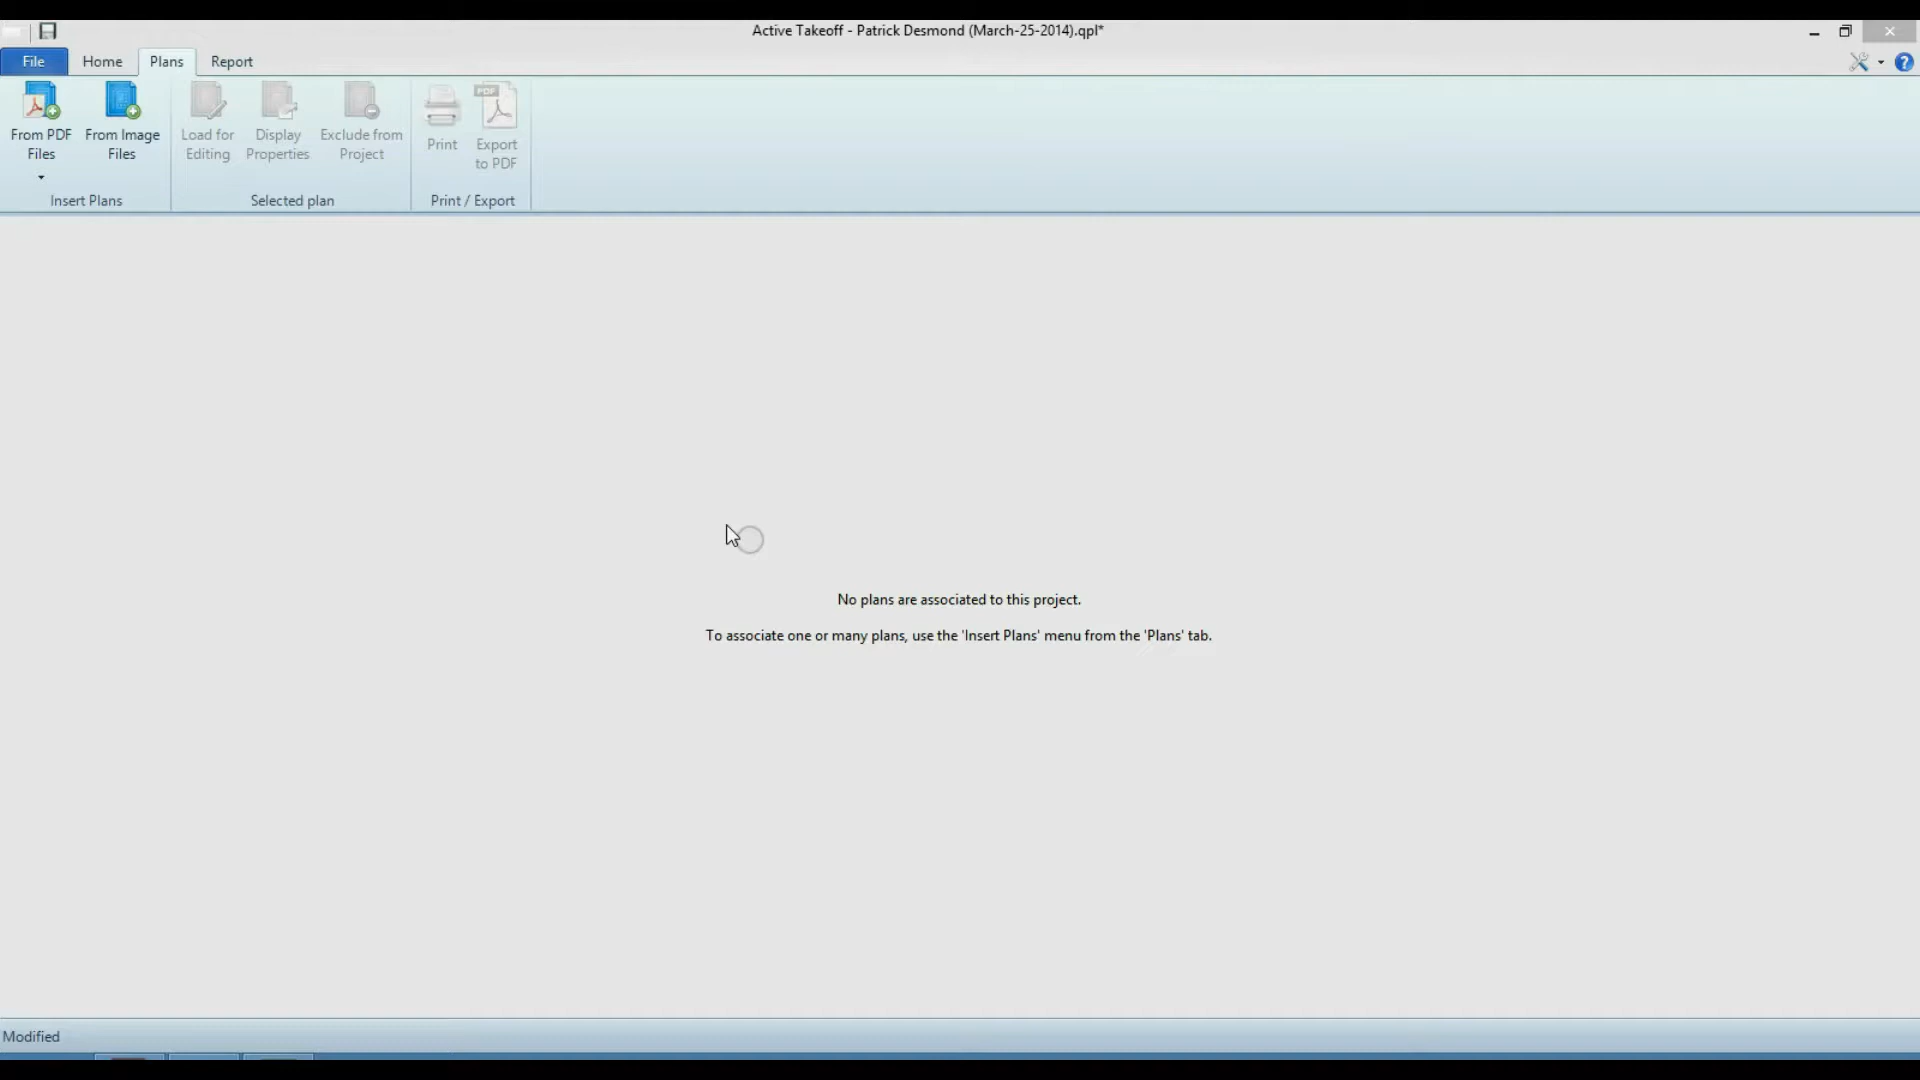 Active Takeoff - Patrick Desmond (March-25-2014).qpl*
File Home Plans Report
From PDF Files
From Image Files
Load for Editing
Display Properties
Exclude from Project
Print
PDF
Export to PDF
Insert Plans
Selected plan
Print / Export
No plans are associated to this project.
To associate one or many plans, use the 'Insert Plans' menu from the 'Plans' tab.
Modified